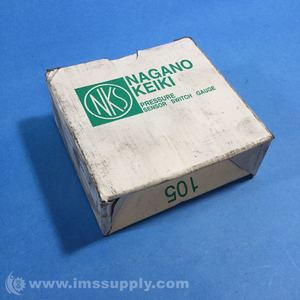 NKS
NAGANO
KEIKI
PRESSURE
SENSOR SWITCH GAUGE
105
© www.imssupply.com